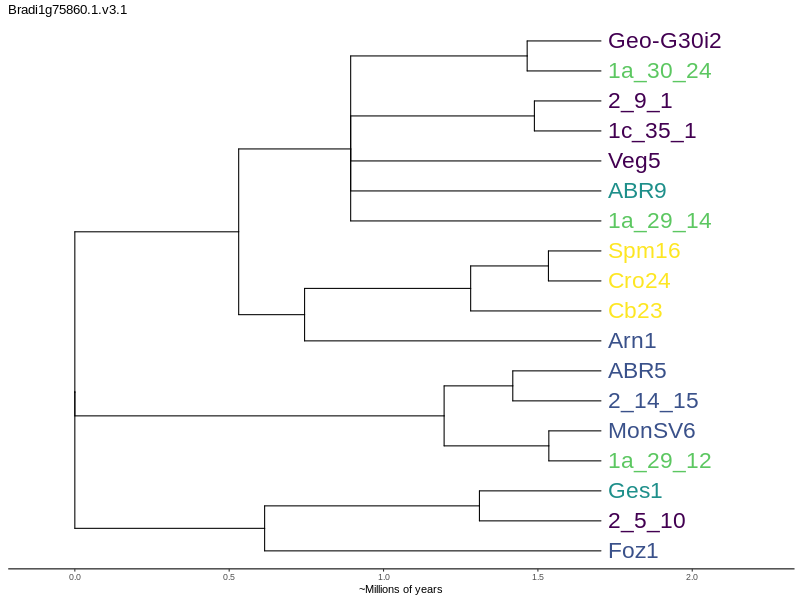 Bradi1g75860.1.v3.1
Geo-G30i2
1a_30_24
2_9_1
1c_35_1
Veg5
ABR9
1a_29_14
Spm16
Cro24
Cb23
Arn1
ABR5
2_14_15
MonSV6
1a_29_12
Ges1
2_5_10
Foz1
0.0 0.5 1.0 1.5 2.0
~Millions of years